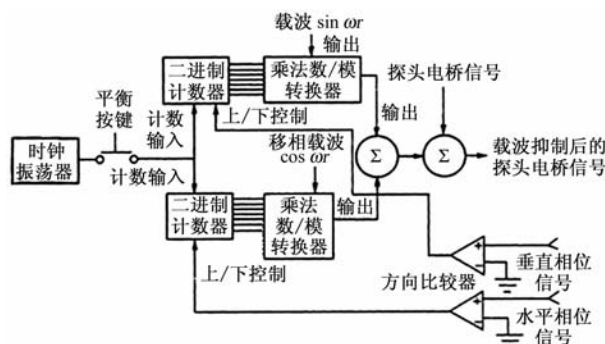 载波 sin ωr
输出
二进制
计数器
乘法数/模
转换器
探头电桥信号
平衡
按键
计数
输入
上/下控制
输出
时钟
振荡器
移相载波
cos ωr
Σ
Σ
载波抑制后的
探头电桥信号
计数输入
二进制
计数器
乘法
数/模
转换器
输出
上/下控制
方向比较器
+
-
垂直相位
信号
+
-
水平相位
信号